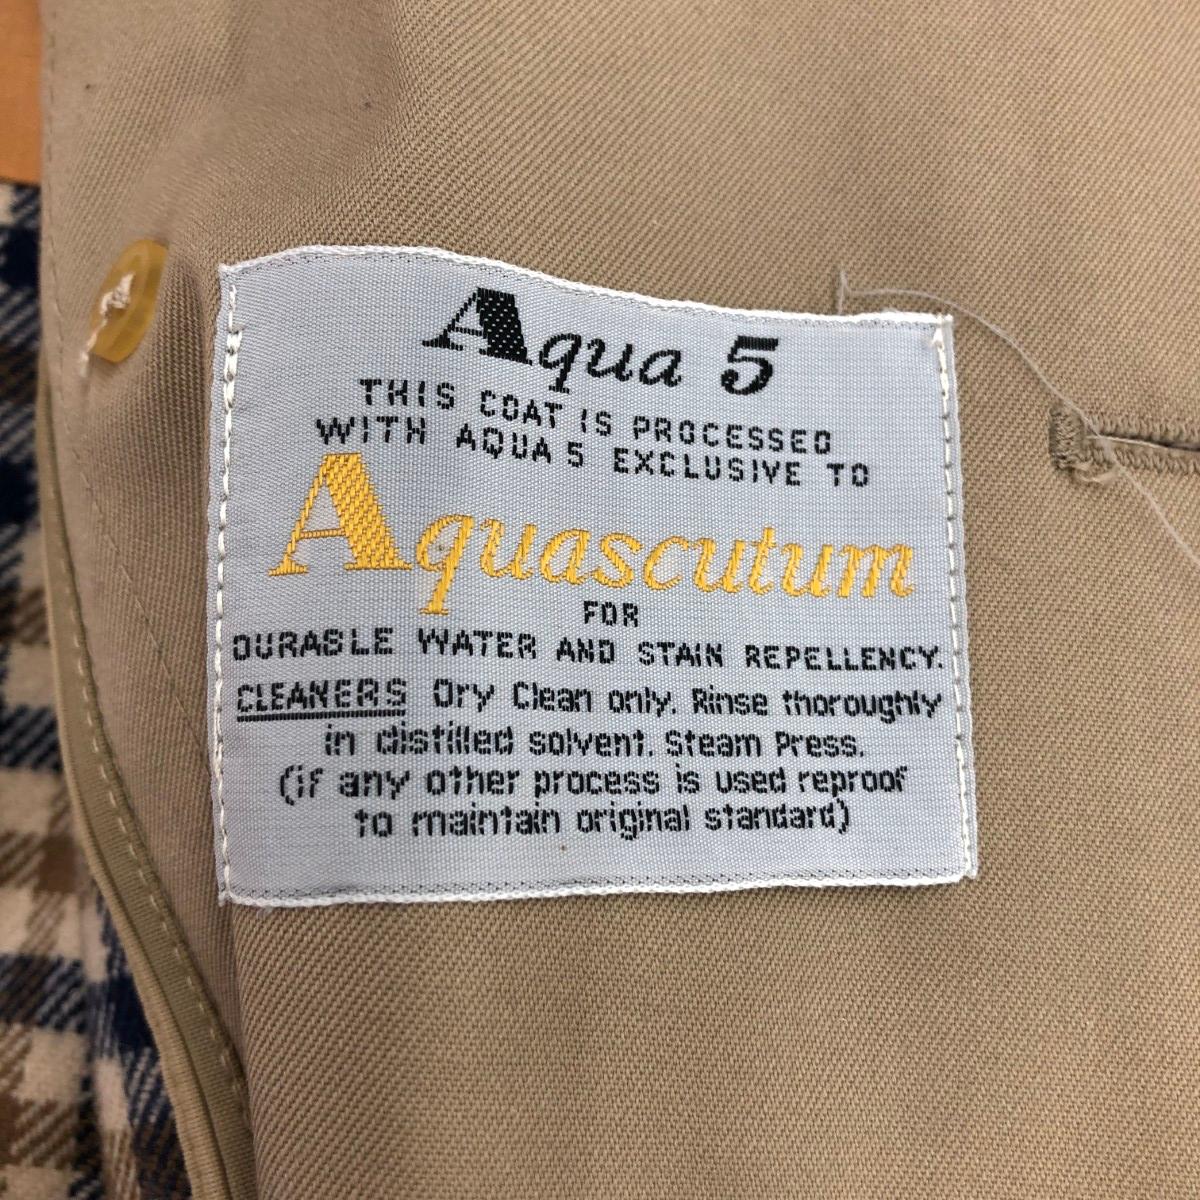 Aqua 5
THIS COAT IS PROCESSED
WITH AQUA 5 EXCLUSIVE TO
Aquascutum
FOR
DURABLE WATER AND STAIN REPELLENCY.
CLEANERS Dry Clean only. Rinse thoroughly
in distilled solvent. Steam Press.
(if any other process is used reproof
to maintain original standard)